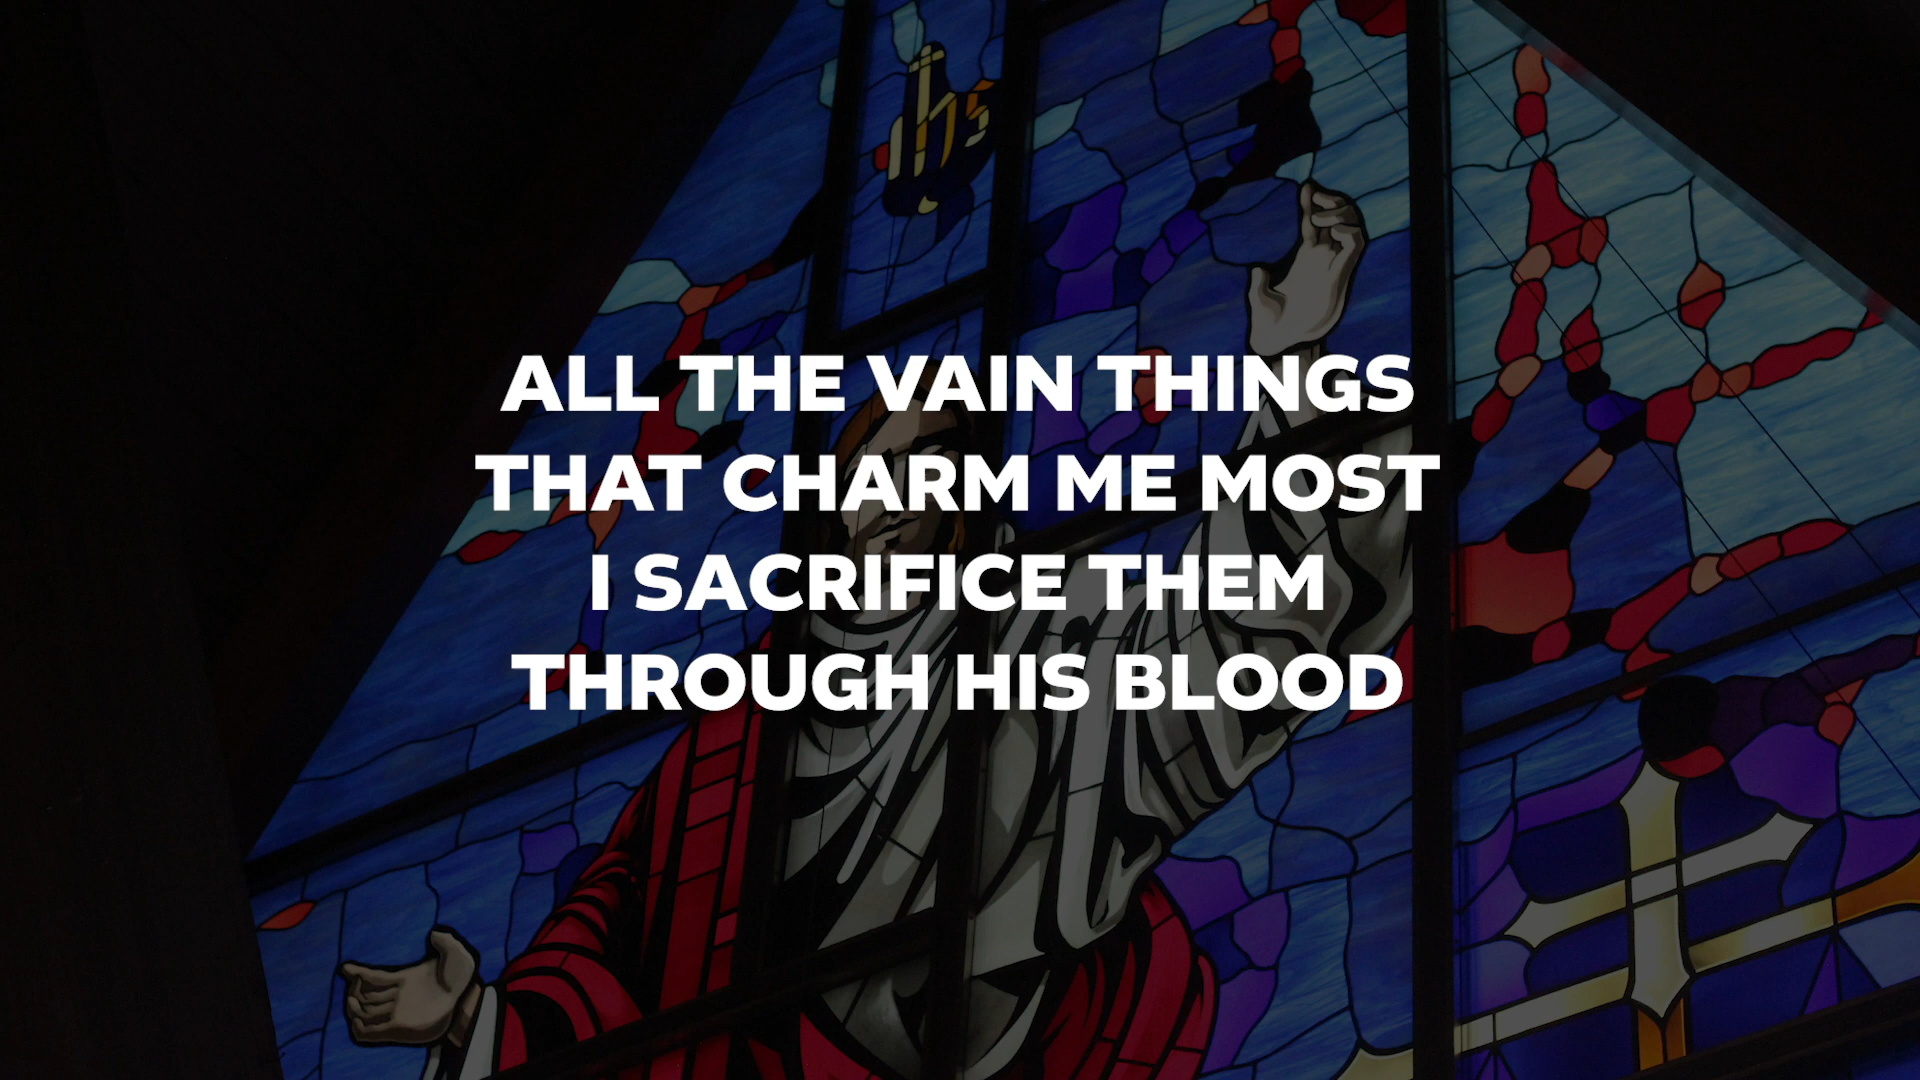 ihs
ALL THE VAIN THINGS
THAT CHARM ME MOST
I SACRIFICE THEM
THROUGH HIS BLOOD